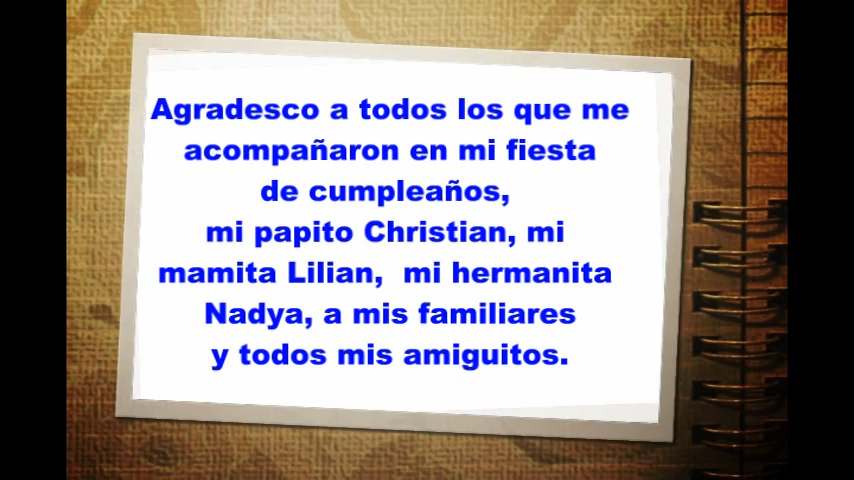 Agradesco a todos los que me
acompañaron en mi fiesta
de cumpleaños,
mi papito Christian, mi
mamita Lilian,  mi hermanita
Nadya, a mis familiares
y todos mis amiguitos.